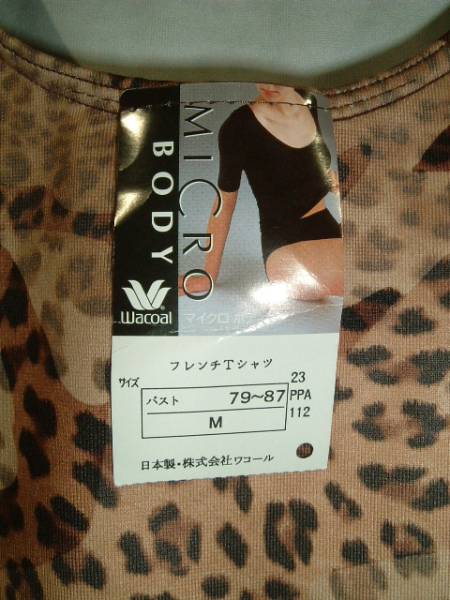 MICRO
BODY
Wacoal
マイクロ ボ
フレンチTシャツ
サイズ
23
バスト 79~87 PPA
M 112
日本製・株式会社ワコール